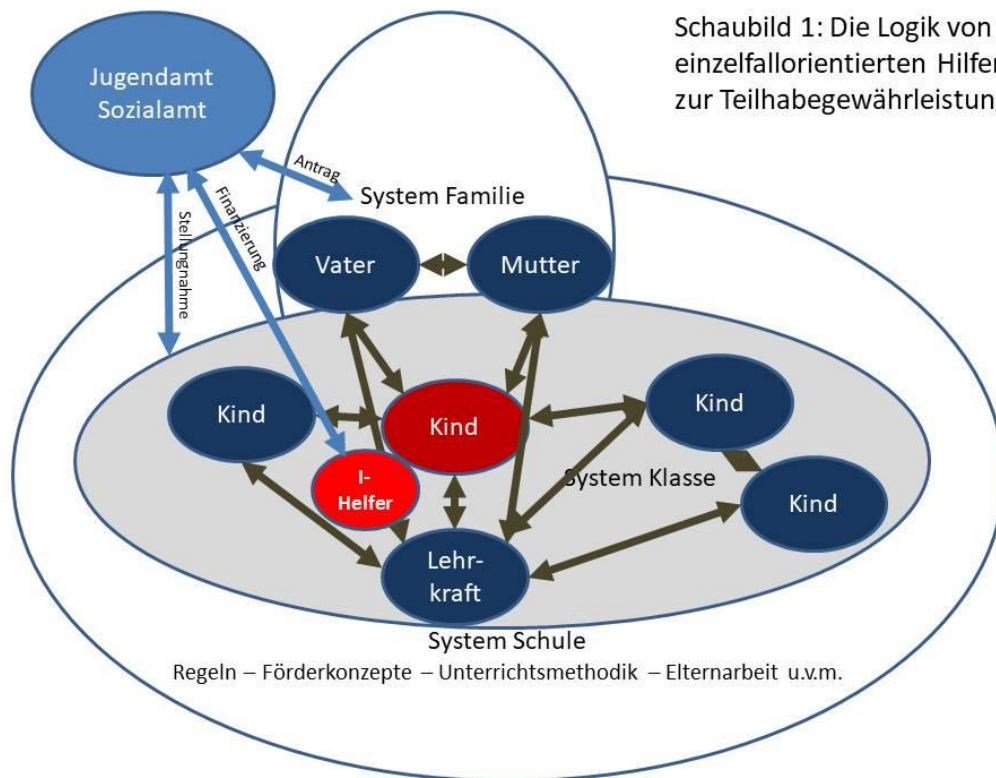 Schaubild 1: Die Logik von
einzelfallorientierten Hilfen
zur Teilhabegewährleistun
Jugendamt
Sozialamt
Antrag
Finanzierung
Stellungnahme
System Familie
Vater
Mutter
Kind
Kind
Kind
I-
Helfer
System Klasse
Kind
Lehr-
kraft
System Schule
Regeln – Förderkonzepte – Unterrichtsmethodik – Elternarbeit u.v.m.